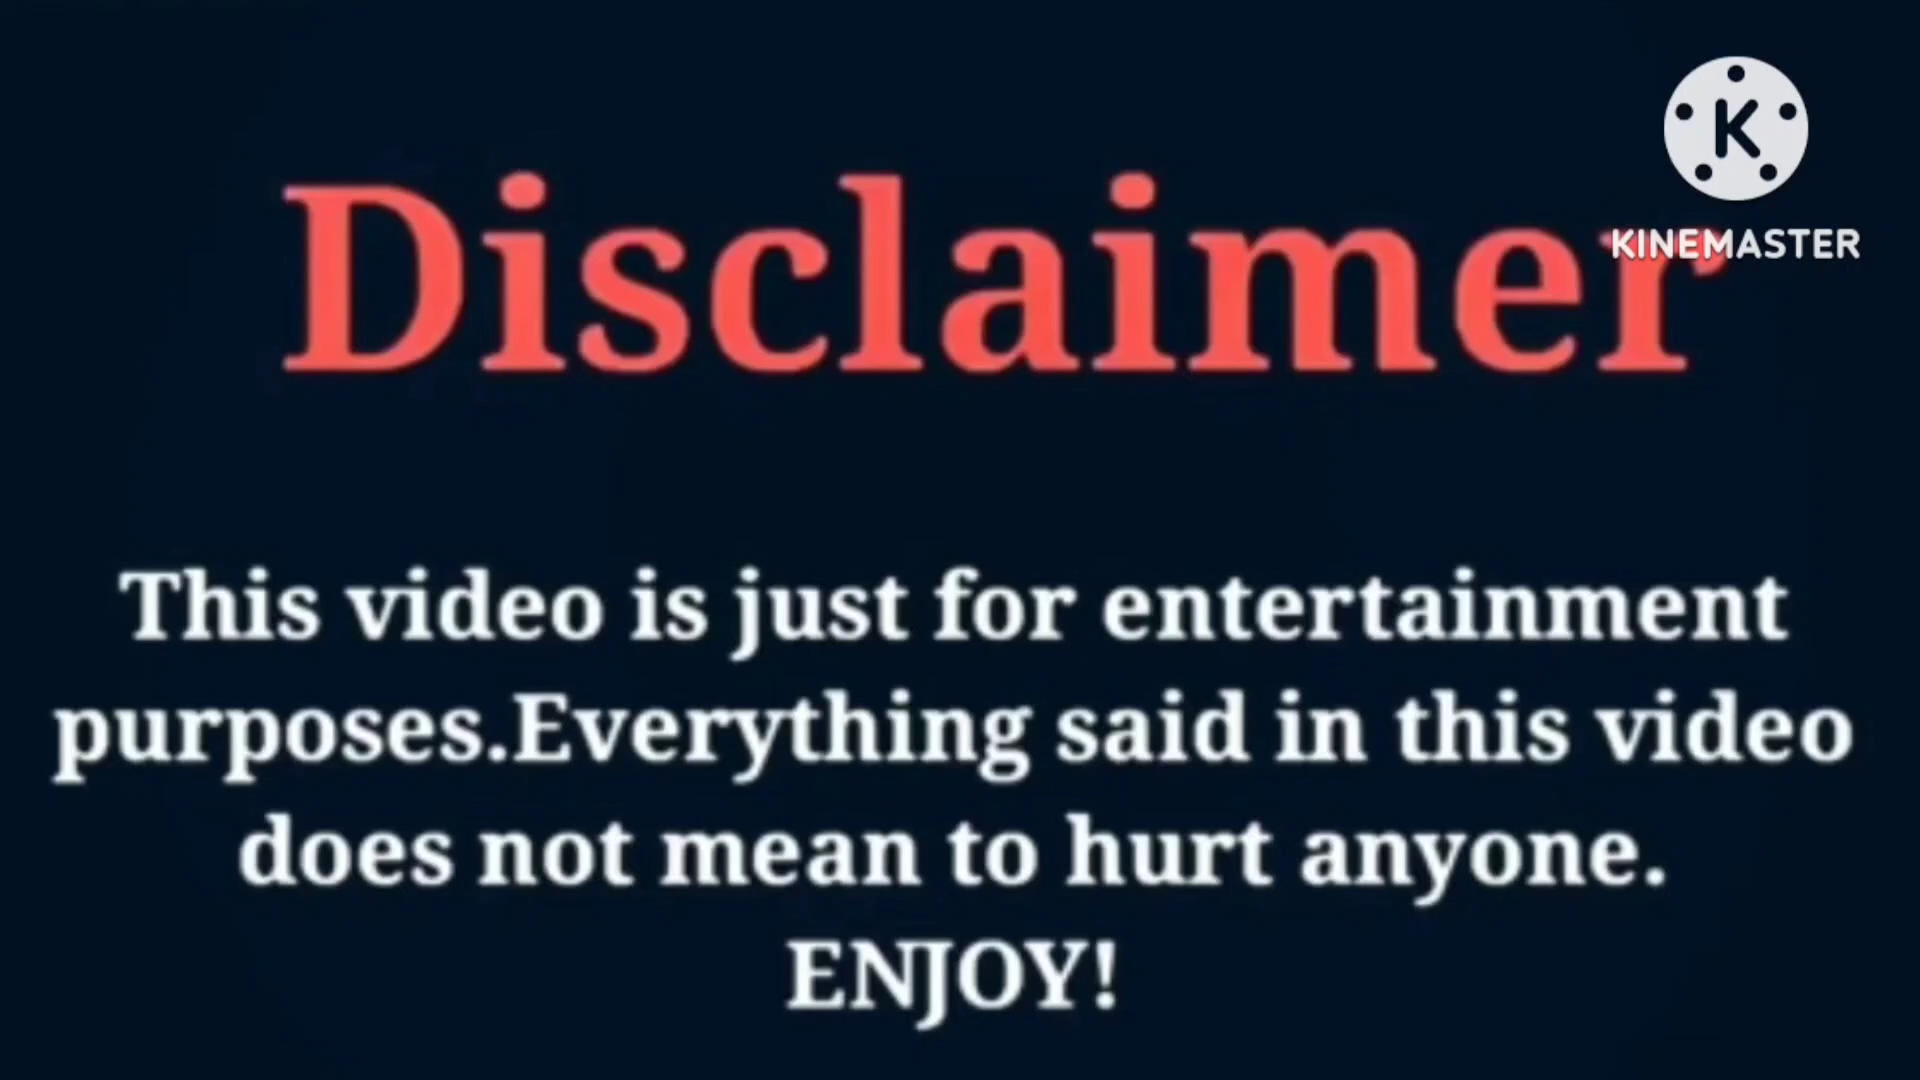 K
KINEMASTER
Disclaimer
This video is just for entertainment
purposes.Everything said in this video
does not mean to hurt anyone.
ENJOY!